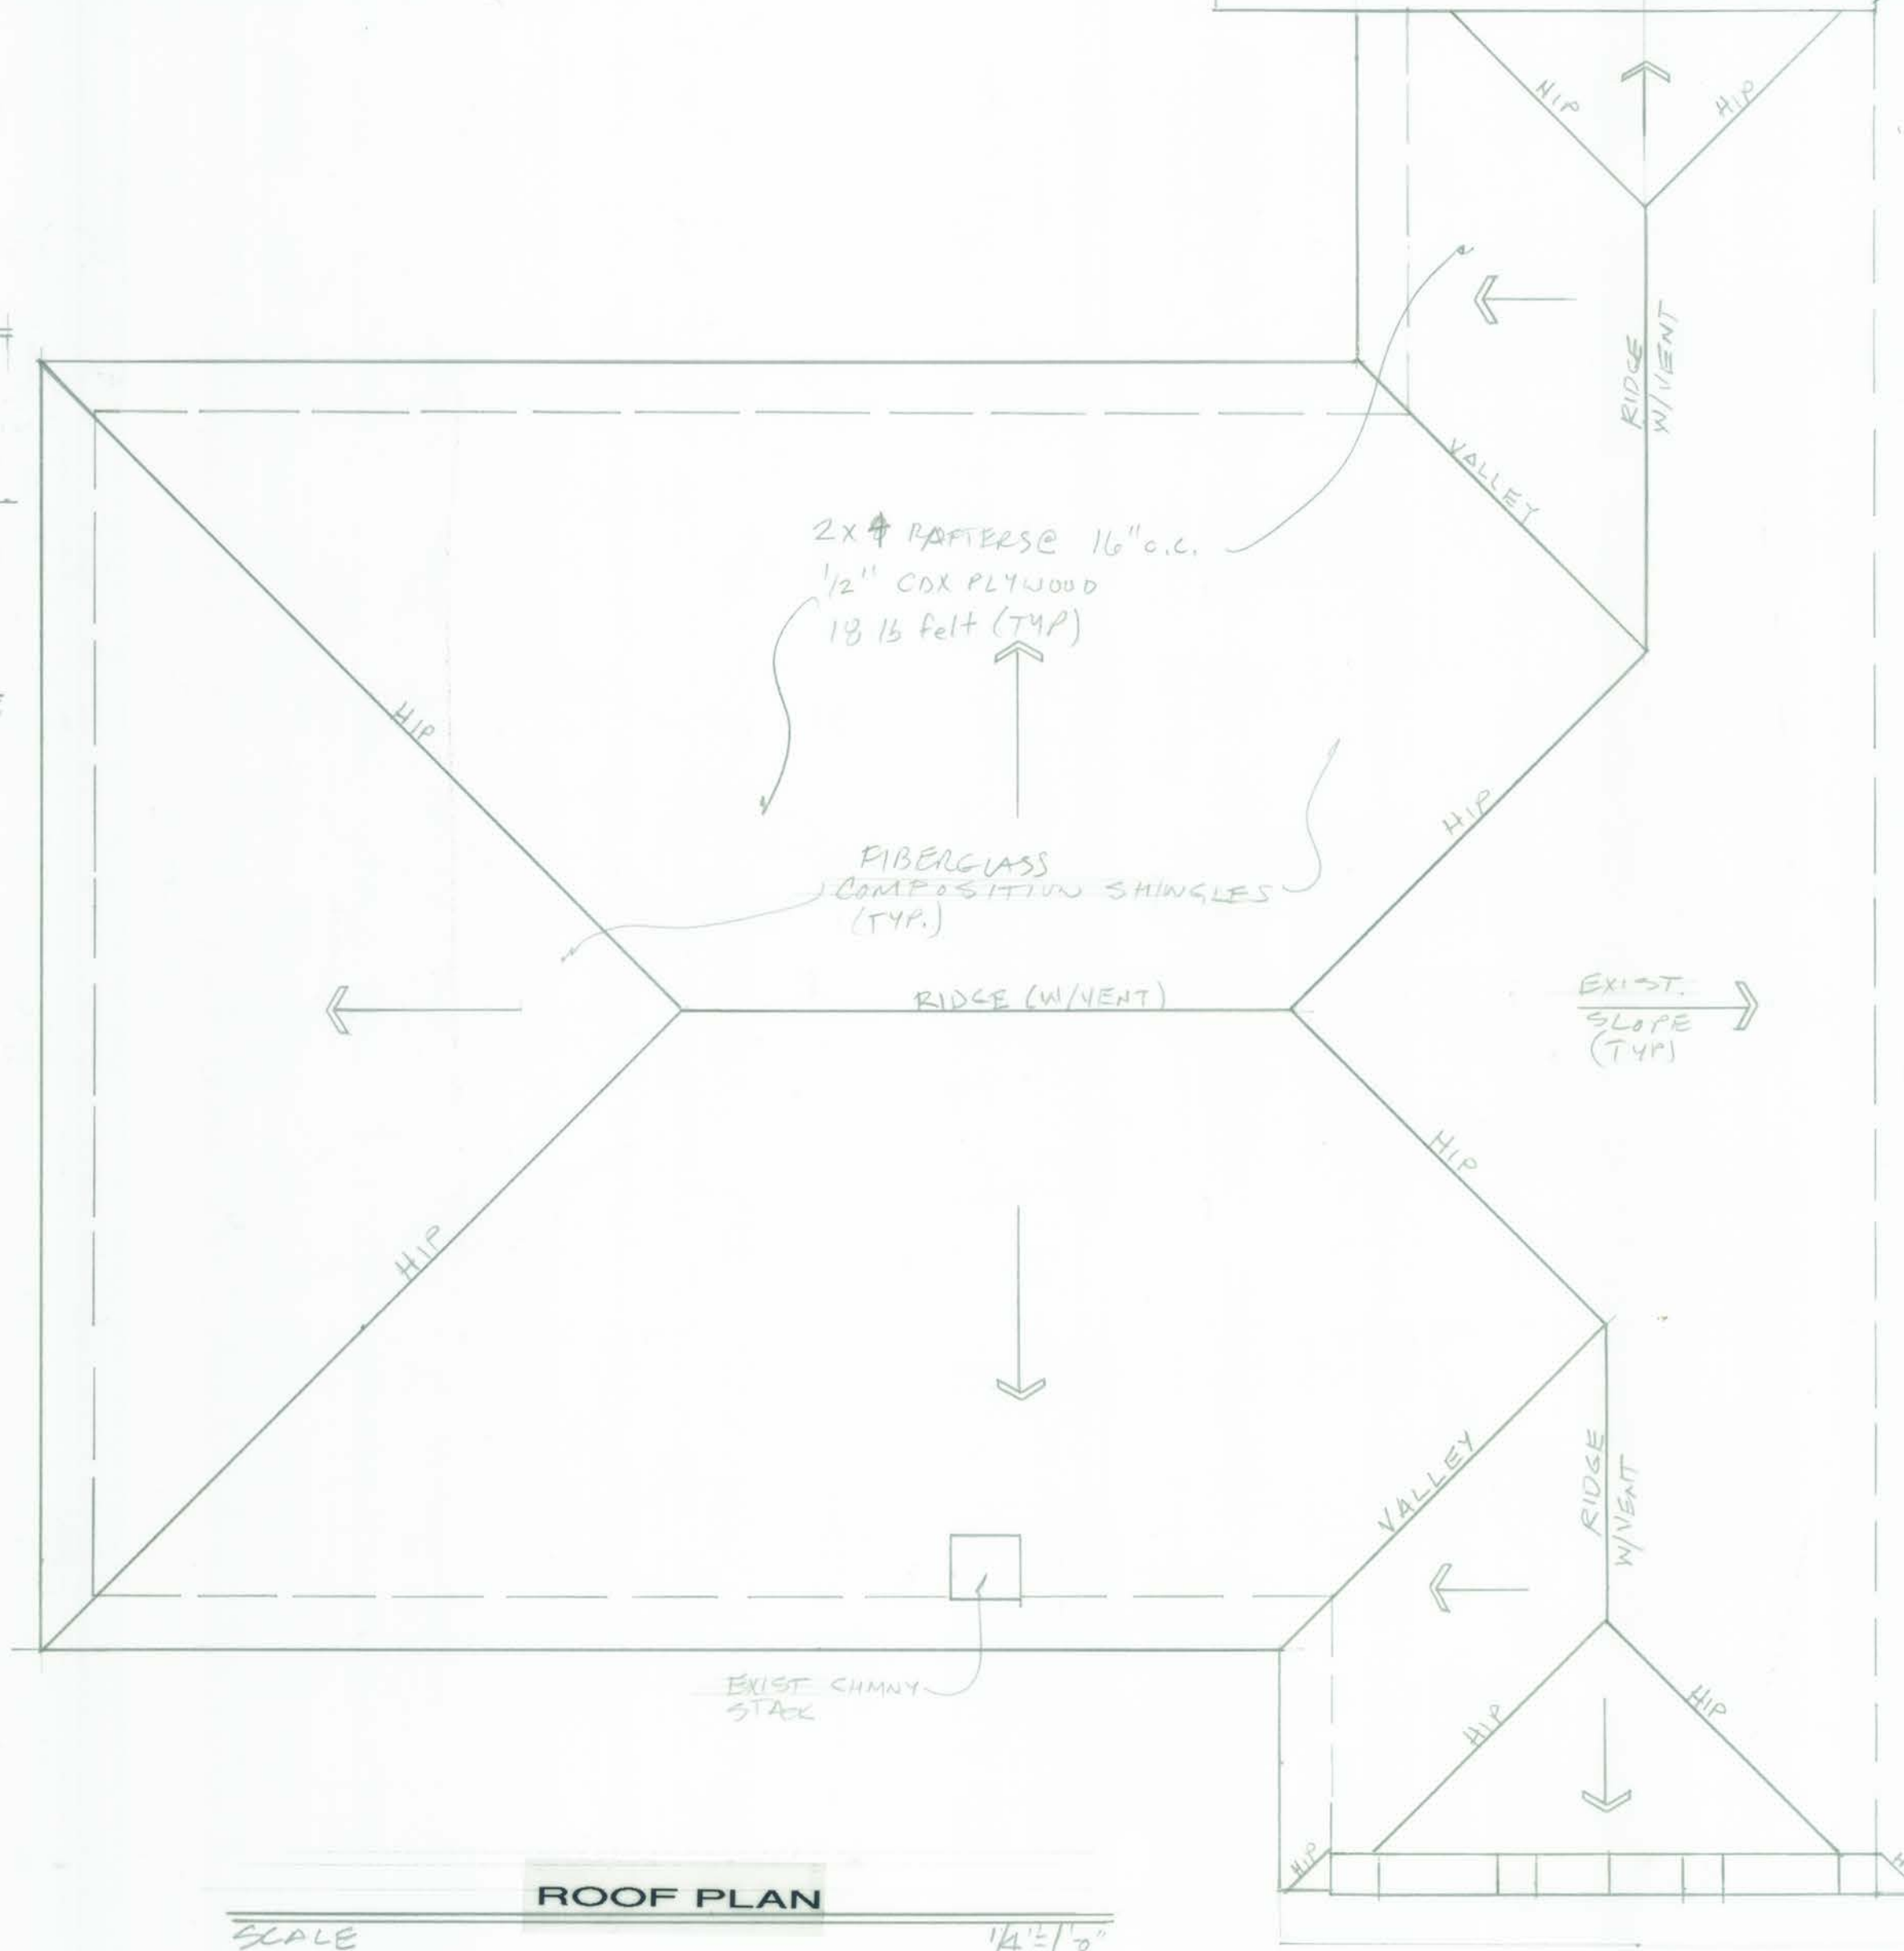 HIP
HIP
RIDGE
W/VENT
VALLEY
2X4 RAFTERS@ 16" o.c.
1/2" CDX PLYWOOD
18 lb felt (TYP)
HIP
HIP
FIBERGLASS
COMPOSITION SHINGLES
(TYP.)
RIDGE (W/VENT)
EXIST.
SLOPE
(TYP)
HIP
HIP
VALLEY
RIDGE
W/VENT
EXIST CHMNY
STACK
HIP
HIP
HIP
ROOF PLAN
SCALE 1/4"=1'-0"